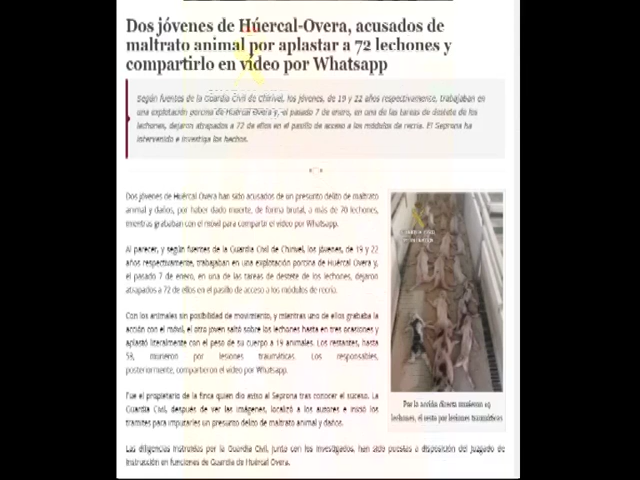 Dos jóvenes de Húercal-Overa, acusados de
maltrato animal por aplastar a 72 lechones y
compartirlo en vídeo por Whatsapp
Según fuentes de la Guardia Civil de Chirivel, los jóvenes, de 19 y 22 años respectivamente, trabajaban en
una explotación porcina de Huércal Overa y, el pasado 7 de enero, en una de las tareas de destete de los
lechones, dejaron atrapados a 72 de ellos en el pasillo de acceso a los módulos de recría. El Seprona ha
intervenido e investiga los hechos.
Dos jóvenes de Huércal Overa han sido acusados de un presunto delito de maltrato
animal y daños, por haber dado muerte, de forma brutal, a más de 70 lechones,
mientras grababan con el móvil para compartir el vídeo por Whatsapp.
Al parecer, y según fuentes de la Guardia Civil de Chirivel, los jóvenes, de 19 y 22
años respectivamente, trabajaban en una explotación porcina de Huércal Overa y,
el pasado 7 de enero, en una de las tareas de destete de los lechones, dejaron
atrapados a 72 de ellos en el pasillo de acceso a los módulos de recría.
Con los animales sin posibilidad de movimiento, y mientras uno de ellos grababa la
acción con el móvil, el otro joven saltó sobre los lechones hasta en tres ocasiones y
aplastó literalmente con el peso de su cuerpo a 19 animales. Los restantes, hasta
53, murieron por lesiones traumáticas. Los responsables,
posteriormente, compartieron el vídeo por Whatsapp.
Fue el propietario de la finca quien dio aviso al Seprona tras conocer el suceso. La
Guardia Civil, después de ver las imágenes, localizó a los autores e inició los
trámites para imputarles un presunto delito de maltrato animal y daños.
Las diligencias instruidas por la Guardia Civil, junto con los investigados, han sido puestas a disposición del Juzgado de
Instrucción en funciones de Guardia de Huércal Overa.
GUARDIA CIVIL
Por la acción directa murieron 19
lechones, el resto por lesiones traumáticas